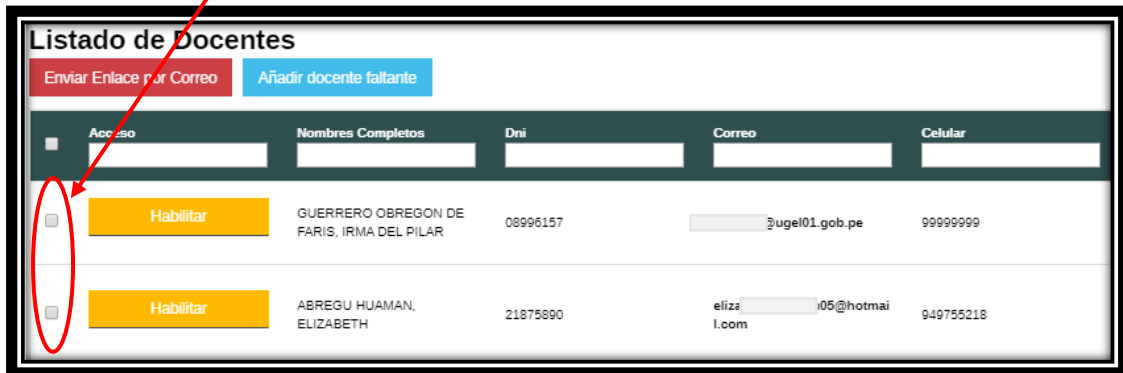 Listado de Docentes
Enviar Enlace por Correo Añadir docente faltante
Acceso Nombres Completos Dni Correo Celular
Habilitar GUERRERO OBREGON DE 08996157 @ugel01.gob.pe 99999999
FARIS, IRMA DEL PILAR
Habilitar ABREGU HUAMAN, 21875890 eliza 05@hotmai 949755218
ELIZABETH l.com